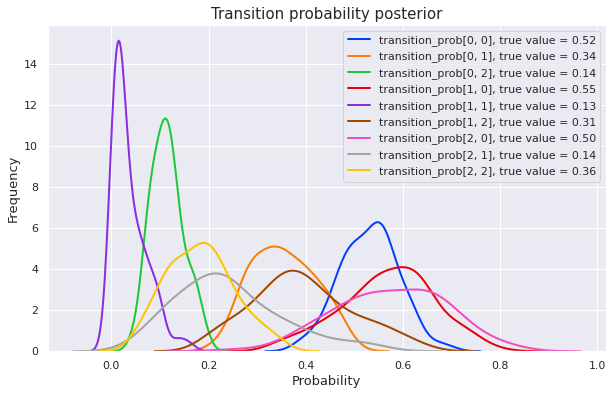 Transition probability posterior
transition_prob[0, 0], true value = 0.52
transition_prob[0, 1], true value = 0.34
transition_prob[0, 2], true value = 0.14
transition_prob[1, 0], true value = 0.55
transition_prob[1, 1], true value = 0.13
transition_prob[1, 2], true value = 0.31
transition_prob[2, 0], true value = 0.50
transition_prob[2, 1], true value = 0.14
transition_prob[2, 2], true value = 0.36
Frequency
14
12
10
8
6
4
2
0
0.0 0.2 0.4 0.6 0.8 1.0
Probability